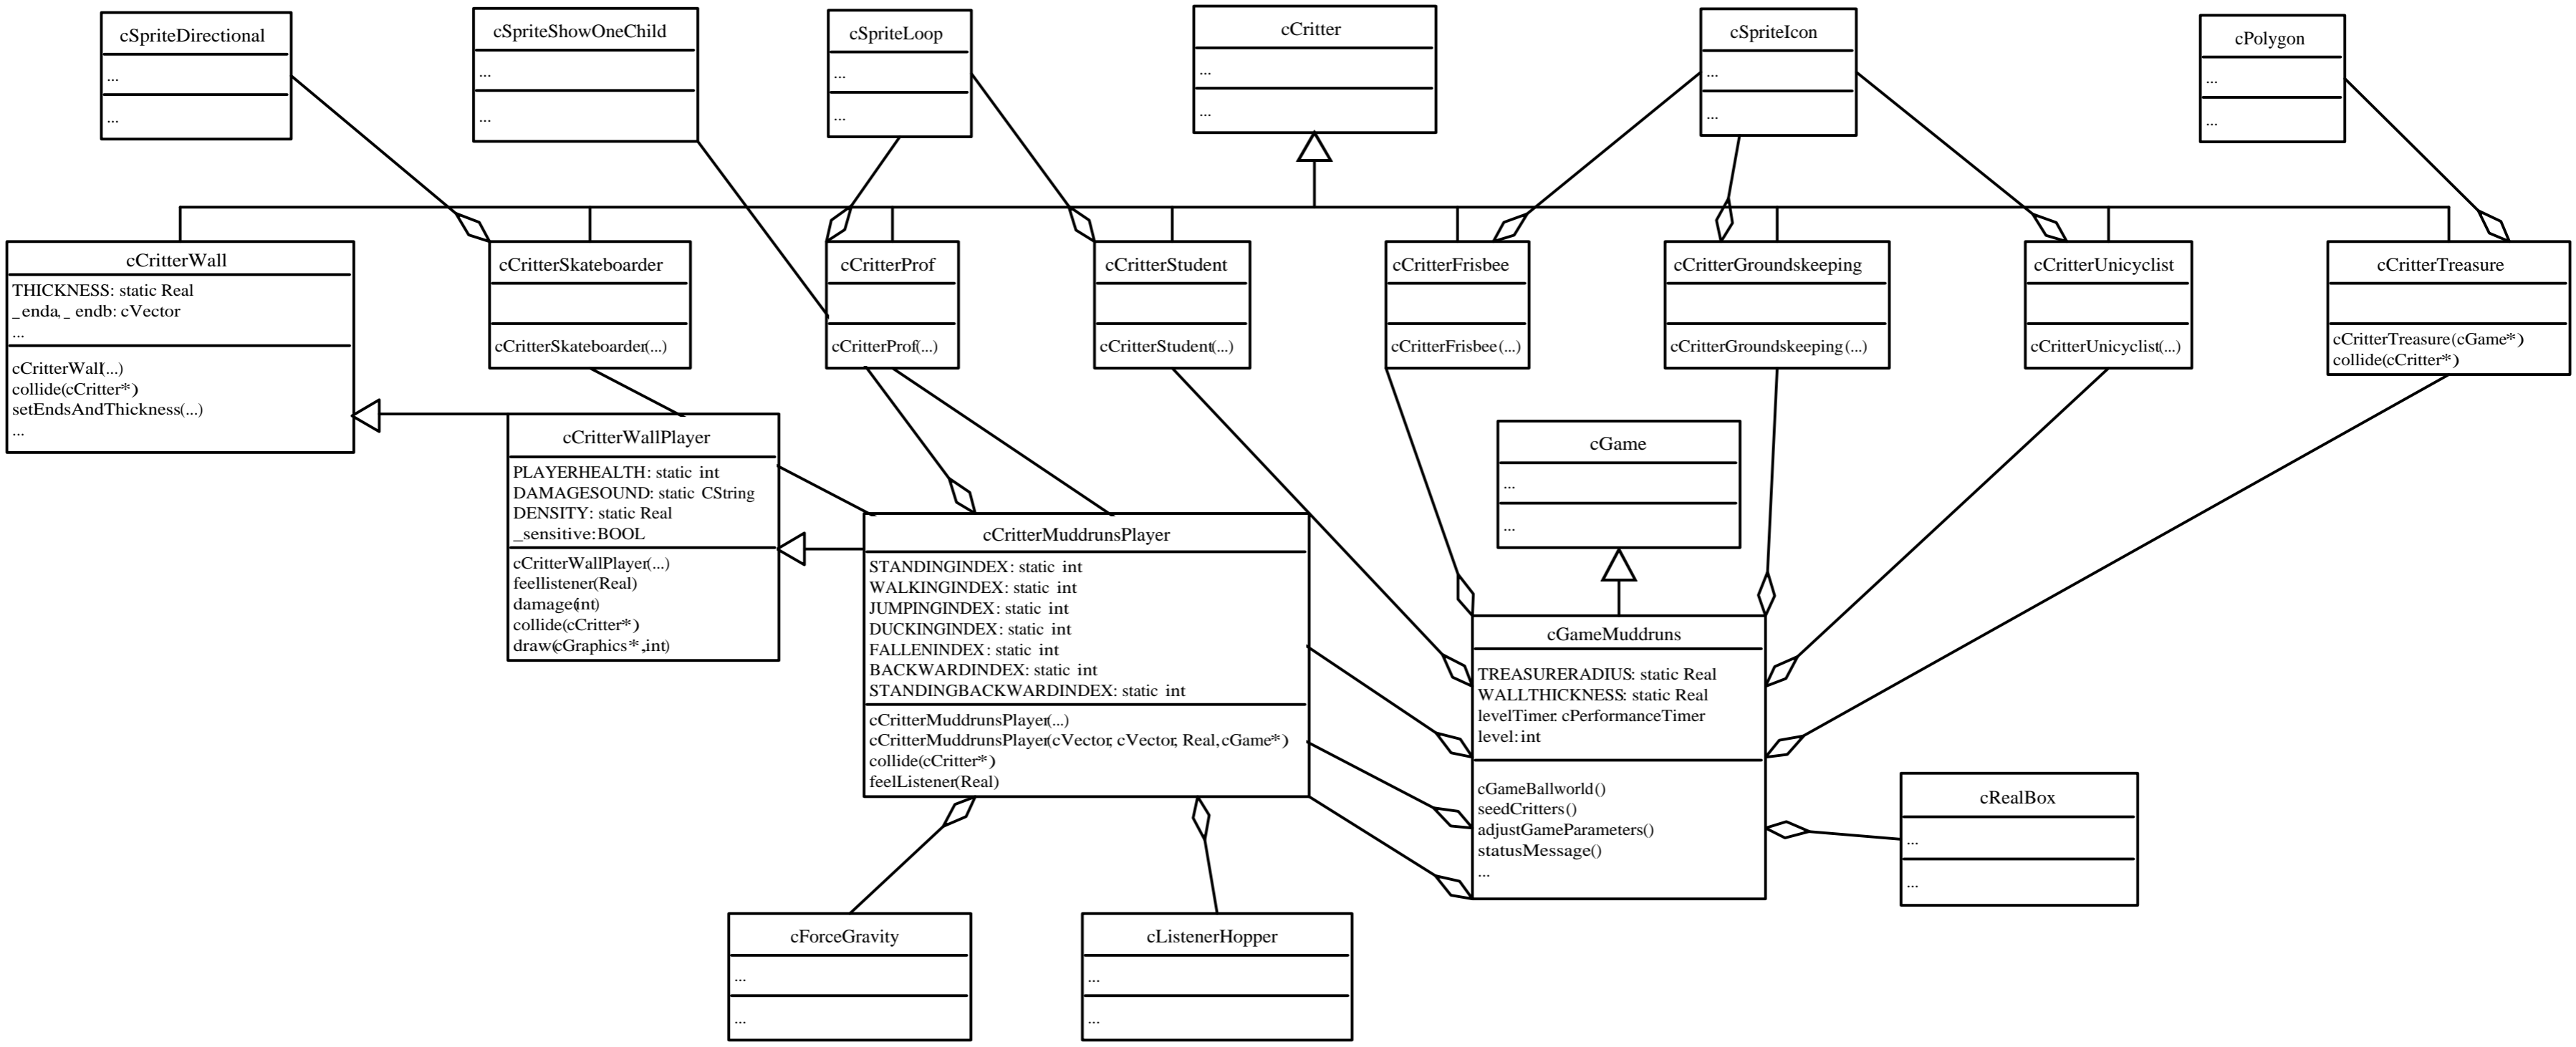 cSpriteDirectional
...
...
cSpriteShowOneChild
...
...
cSpriteLoop
...
...
cCritter
...
...
cSpriteIcon
...
...
cPolygon
...
...
cCritterWall
THICKNESS: static Real
_enda,_ endb: cVector
...
cCritterWall(...)
collide(cCritter*)
setEndsAndThickness(...)
...
cCritterSkateboarder
cCritterSkateboarder(...)
cCritterProf
cCritterProf(...)
cCritterStudent
cCritterStudent(...)
cCritterFrisbee
cCritterFrisbee(...)
cCritterGroundskeeping
cCritterGroundskeeping(...)
cCritterUnicyclist
cCritterUnicyclist(...)
cCritterTreasure
cCritterTreasure(cGame*)
collide(cCritter*)
cCritterWallPlayer
PLAYERHEALTH: static int
DAMAGESOUND: static CString
DENSITY: static Real
_sensitive:BOOL
cCritterWallPlayer(...)
feellistener(Real)
damage(int)
collide(cCritter*)
draw(cGraphics*,int)
cCritterMuddrunsPlayer
STANDINGINDEX: static int
WALKINGINDEX: static int
JUMPINGINDEX: static int
DUCKINGINDEX: static int
FALLENINDEX: static int
BACKWARDINDEX: static int
STANDINGBACKWARDINDEX: static int
cCritterMuddrunsPlayer(...)
cCritterMuddrunsPlayer(cVector, cVector, Real,cGame*)
collide(cCritter*)
feelListener(Real)
cGame
...
...
cGameMuddruns
TREASURERADIUS: static Real
WALLTHICKNESS: static Real
levelTimer: cPerformanceTimer
level:int
cGameBallworld()
seedCritters()
adjustGameParameters()
statusMessage()
...
cRealBox
...
...
cForceGravity
...
...
cListenerHopper
...
...